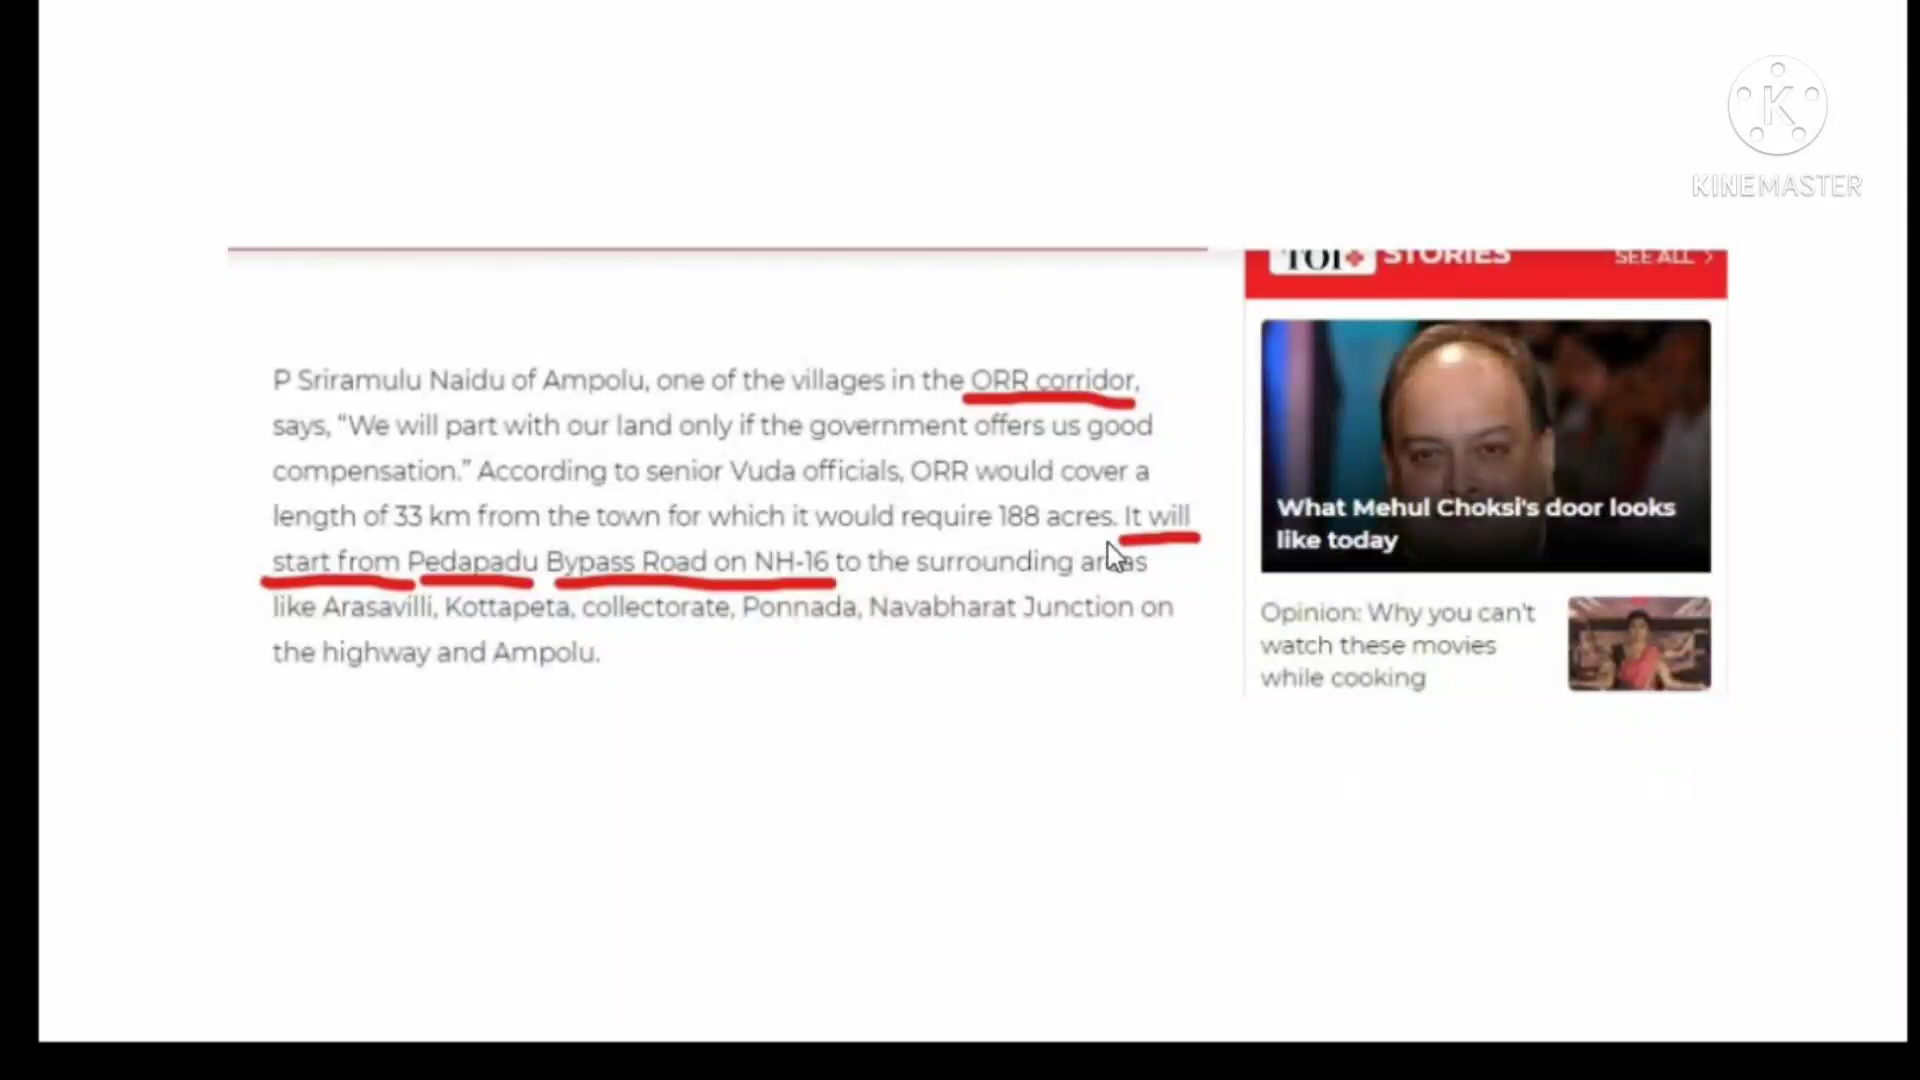 KINEMASTER
TOI+ STORIES
SEE ALL >
P Sriramulu Naidu of Ampolu, one of the villages in the ORR corridor,
says, “We will part with our land only if the government offers us good
compensation.” According to senior Vuda officials, ORR would cover a
length of 33 km from the town for which it would require 188 acres. It will
start from Pedapadu Bypass Road on NH-16 to the surrounding areas
like Arasavilli, Kottapeta, collectorate, Ponnada, Navabharat Junction on
the highway and Ampolu.
What Mehul Choksi's door looks
like today
Opinion: Why you can't
watch these movies
while cooking